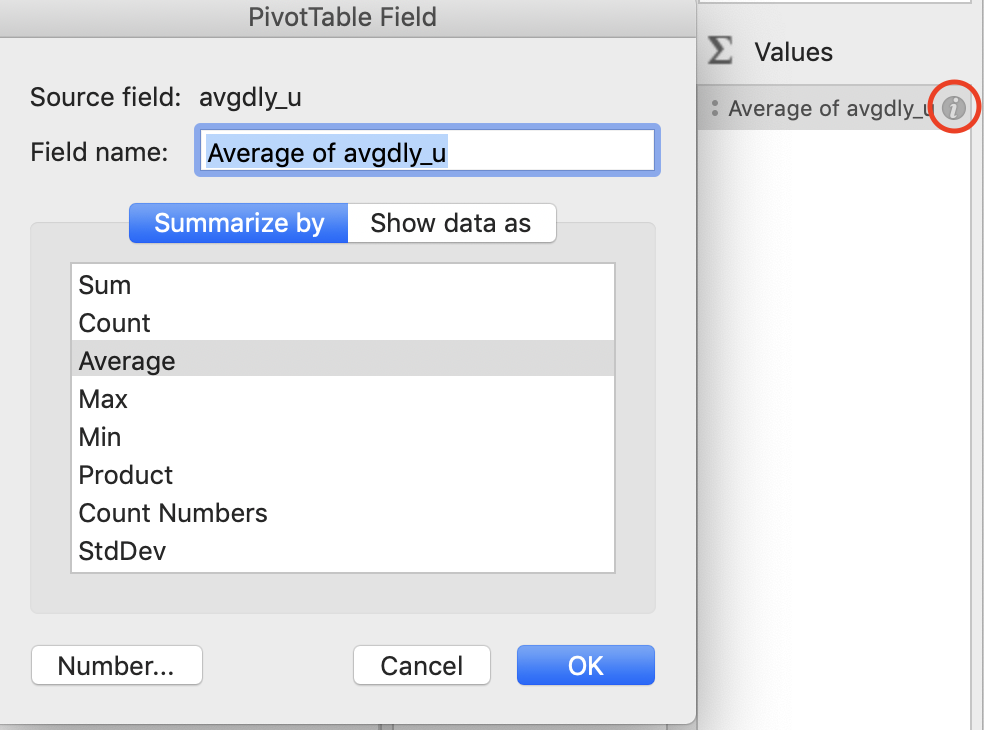 PivotTable Field
Source field: avgdly_u
Field name: Average of avgdly_u
Summarize by
Show data as
Sum
Count
Average
Max
Min
Product
Count Numbers
StdDev
Number...
Cancel
OK
Σ Values
Average of avgdly_u
i